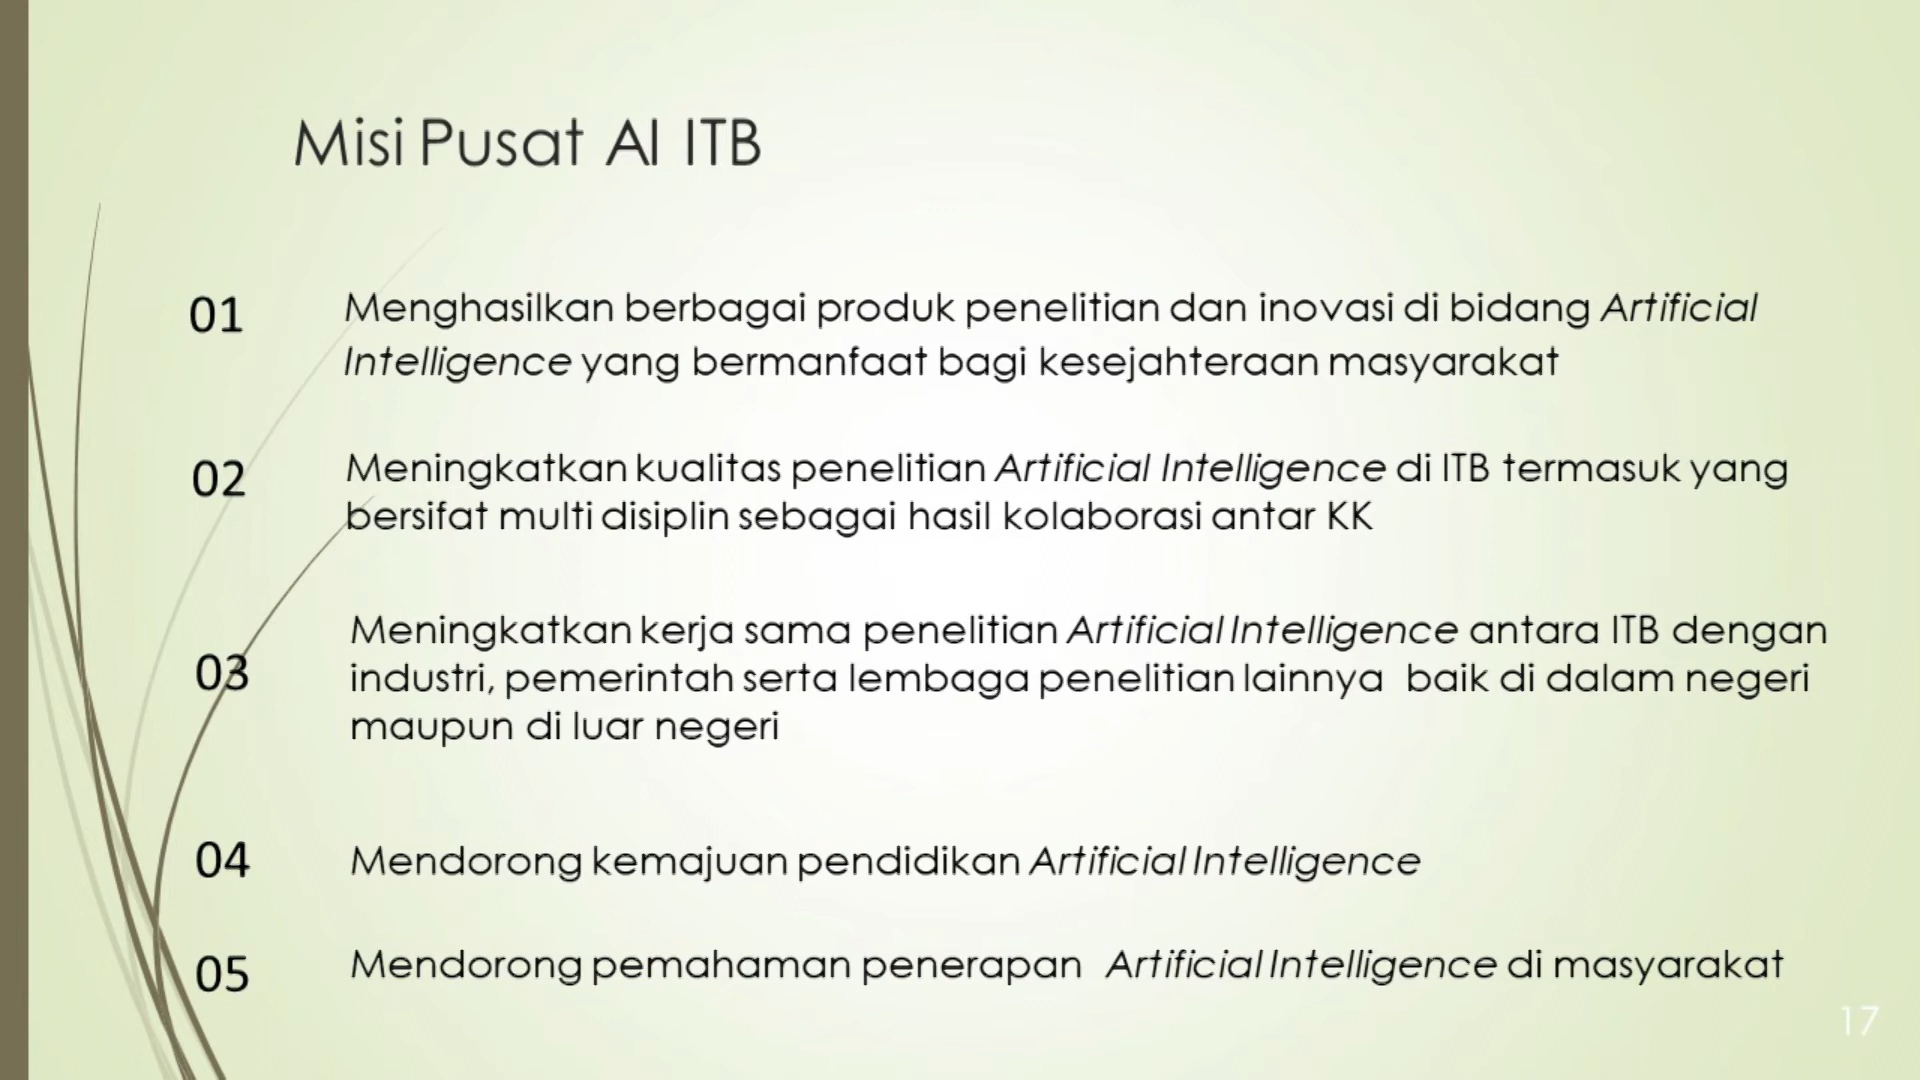 Misi Pusat AI ITB
01
Menghasilkan berbagai produk penelitian dan inovasi di bidang Artificial
Intelligence yang bermanfaat bagi kesejahteraan masyarakat
02
Meningkatkan kualitas penelitian Artificial Intelligence di ITB termasuk yang
bersifat multi disiplin sebagai hasil kolaborasi antar KK
03
Meningkatkan kerja sama penelitian Artificial Intelligence antara ITB dengan
industri, pemerintah serta lembaga penelitian lainnya baik di dalam negeri
maupun di luar negeri
04
Mendorong kemajuan pendidikan Artificial Intelligence
05
Mendorong pemahaman penerapan Artificial Intelligence di masyarakat
17